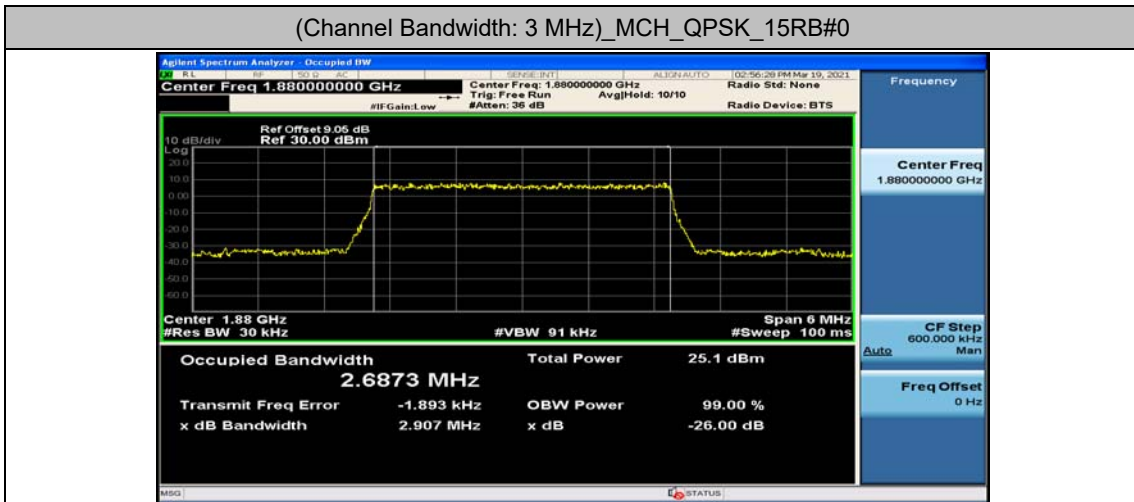 (Channel Bandwidth: 3 MHz)_MCH_QPSK_15RB#0
Agilent Spectrum Analyzer - Occupied BW
LXI RL RF 50 Ω AC SENSE:INT ALIGN AUTO 02:56:28 PM Mar 19, 2021
Center Freq 1.880000000 GHz
Center Freq: 1.880000000 GHz
Radio Std: None
Trig: Free Run Avg|Hold: 10/10
#IFGain:Low #Atten: 36 dB Radio Device: BTS
Ref Offset 9.05 dB
10 dB/div Ref 30.00 dBm
Log
20.0
10.0
0.00
-10.0
-20.0
-30.0
-40.0
-50.0
-60.0
Center 1.88 GHz Span 6 MHz
#Res BW 30 kHz #VBW 91 kHz #Sweep 100 ms
Occupied Bandwidth Total Power 25.1 dBm
2.6873 MHz
Transmit Freq Error -1.893 kHz OBW Power 99.00 %
x dB Bandwidth 2.907 MHz x dB -26.00 dB
MSG STATUS
Frequency
Center Freq
1.880000000 GHz
CF Step
600.000 kHz
Auto Man
Freq Offset
0 Hz